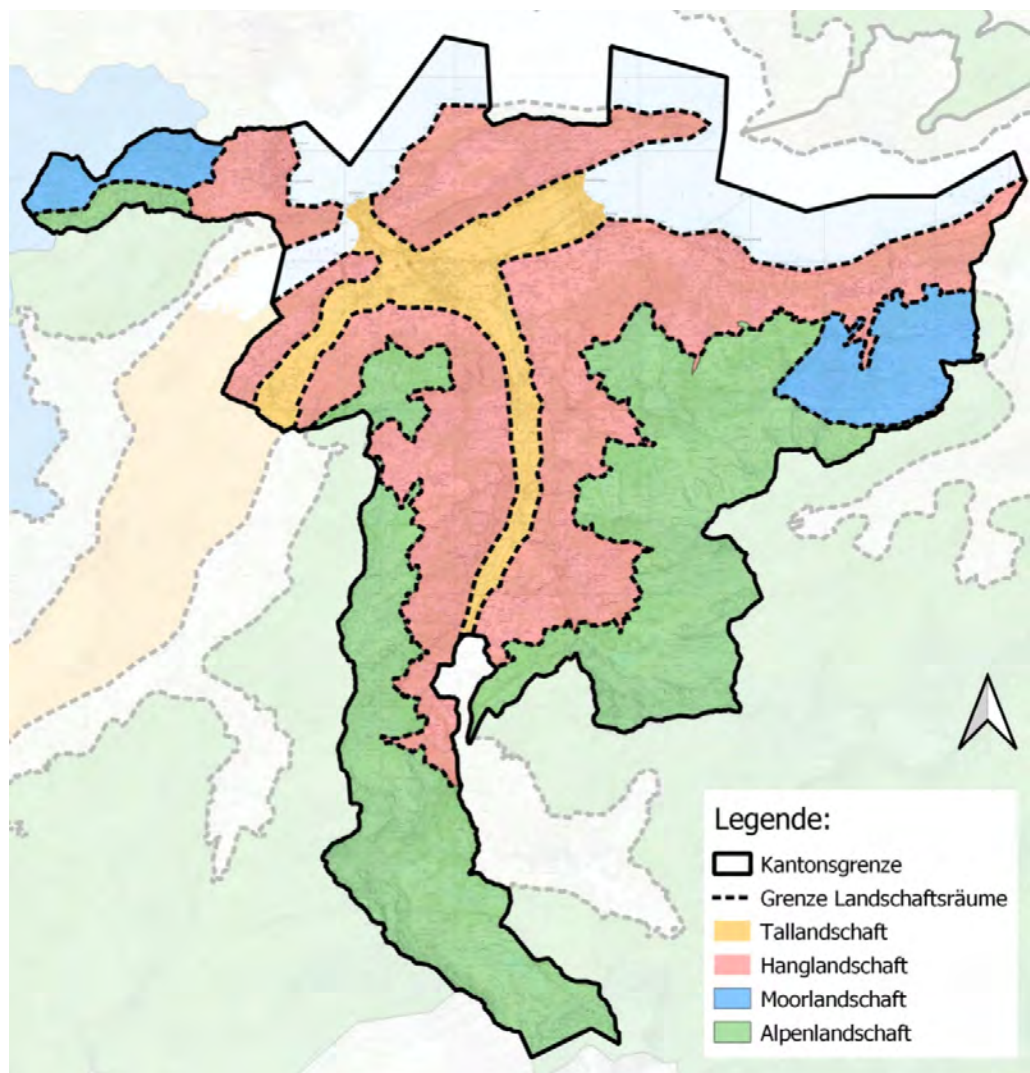 Legende:
Kantonsgrenze
Grenze Landschaftsräume
Tallandschaft
Hanglandschaft
Moorlandschaft
Alpenlandschaft